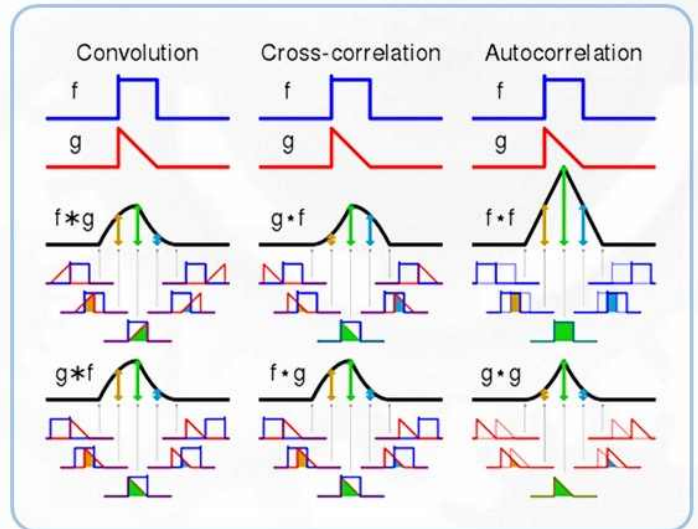 Convolution Cross-correlation Autocorrelation
f f f
g g g
f∗g g⋆f f⋆f
g∗f f⋆g g⋆g